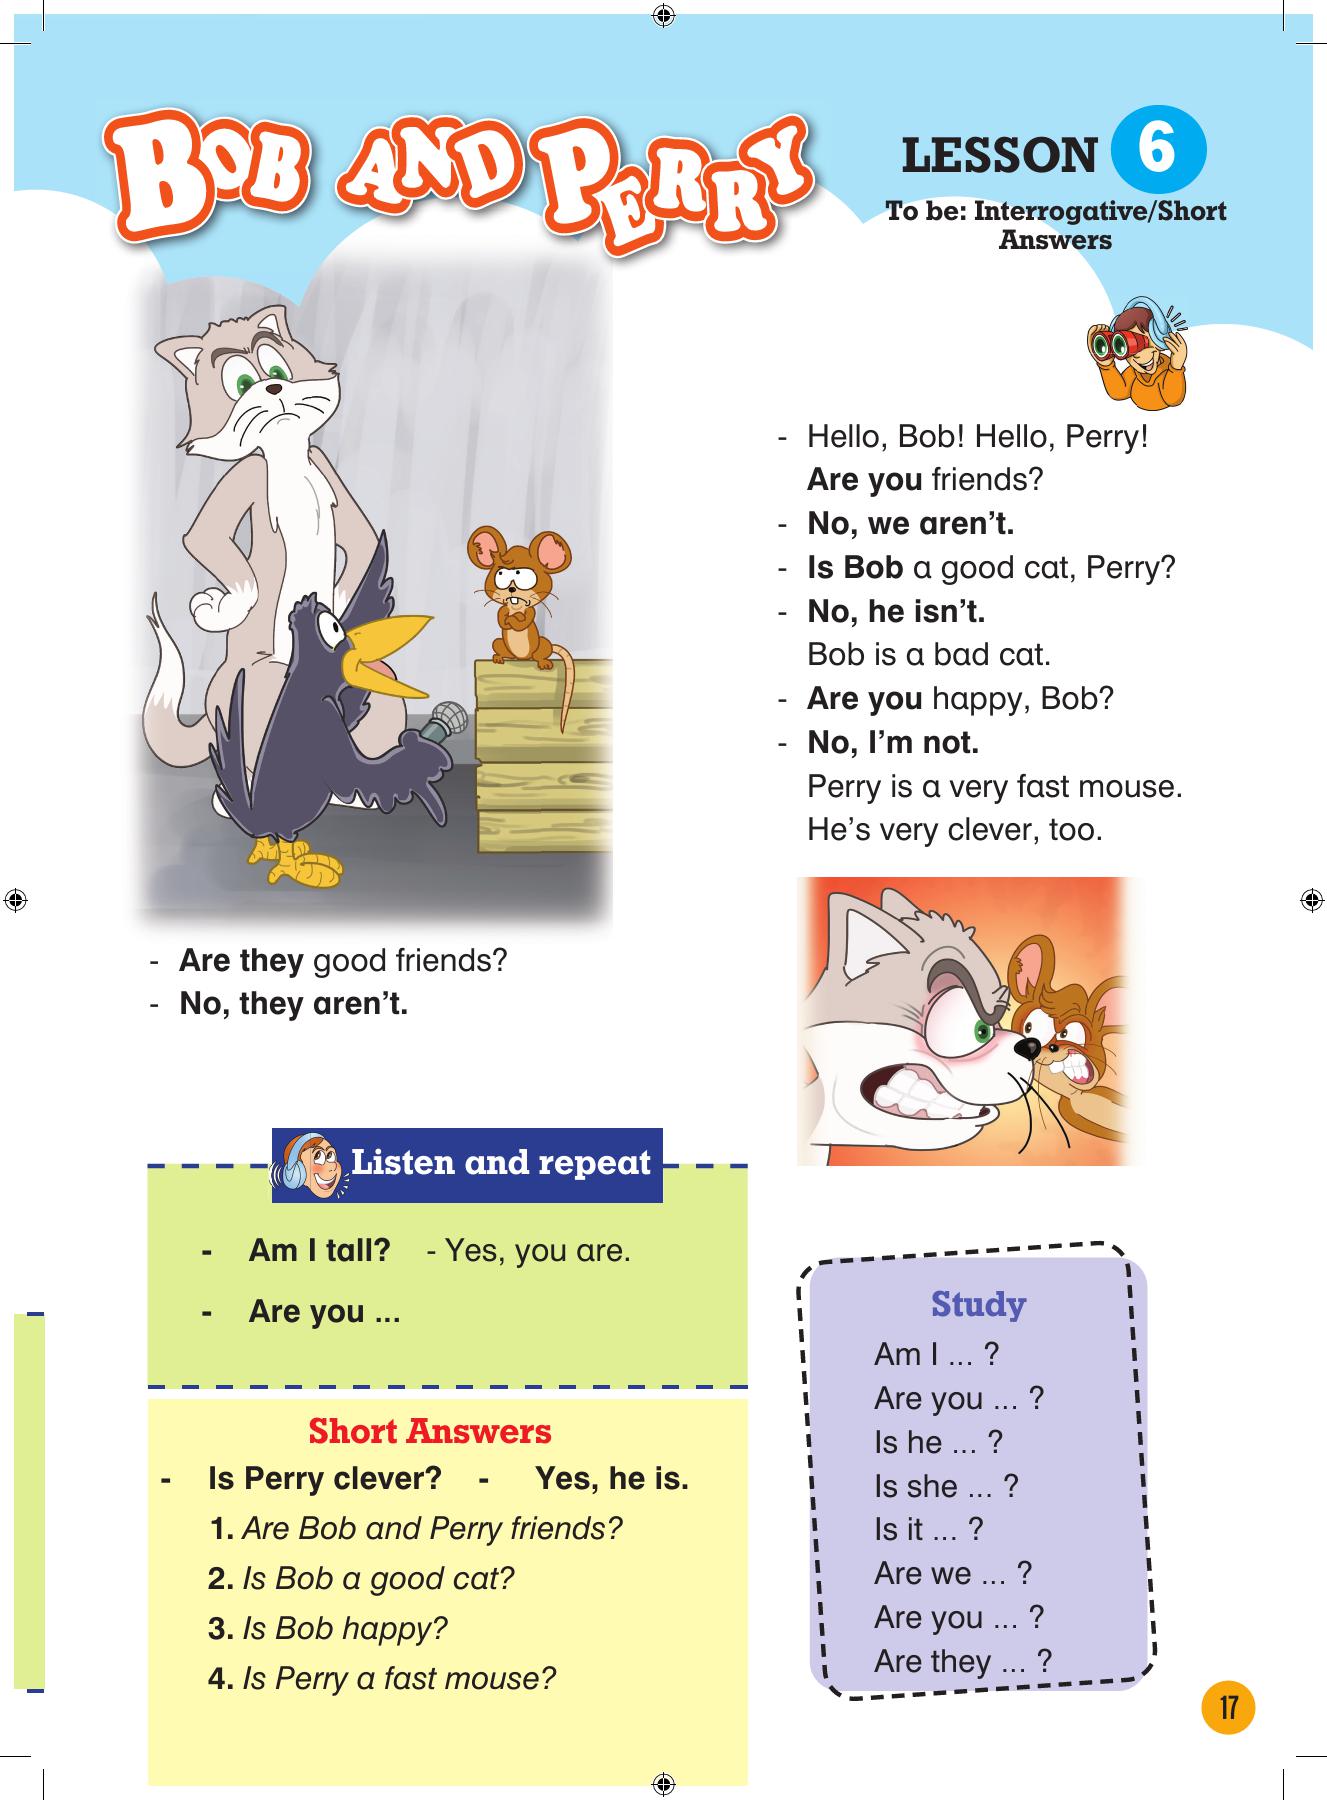 BOB AND PERRY
LESSON 6
To be: Interrogative/Short
Answers
- Hello, Bob! Hello, Perry!
Are you friends?
- No, we aren’t.
- Is Bob a good cat, Perry?
- No, he isn’t.
Bob is a bad cat.
- Are you happy, Bob?
- No, I’m not.
Perry is a very fast mouse.
He’s very clever, too.
- Are they good friends?
- No, they aren’t.
Listen and repeat
- Am I tall? - Yes, you are.
- Are you ...
Short Answers
- Is Perry clever? - Yes, he is.
1. Are Bob and Perry friends?
2. Is Bob a good cat?
3. Is Bob happy?
4. Is Perry a fast mouse?
Study
Am I ... ?
Are you ... ?
Is he ... ?
Is she ... ?
Is it ... ?
Are we ... ?
Are you ... ?
Are they ... ?
17